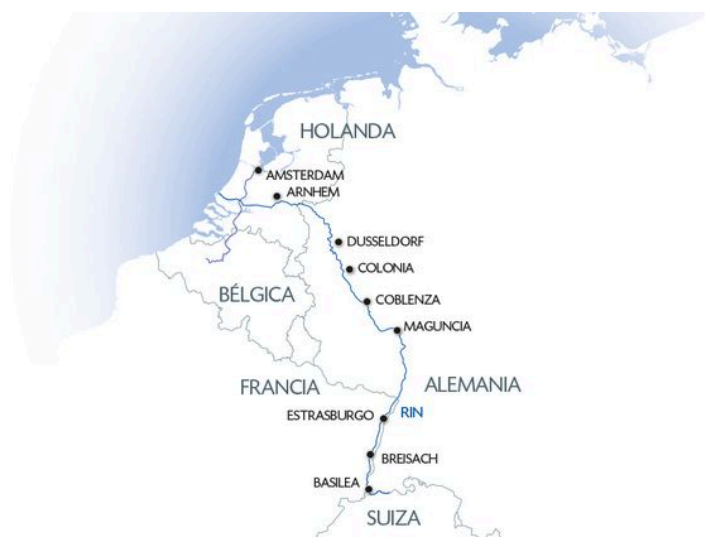 HOLANDA
AMSTERDAM
ARNHEM
DUSSELDORF
COLONIA
BÉLGICA
COBLENZA
MAGUNCIA
FRANCIA
ALEMANIA
ESTRASBURGO
RIN
BREISACH
BASILEA
SUIZA